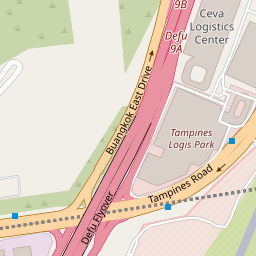 9B
Defu
9A
Ceva
Logistics
Center
Buangkok East Drive
Tampines
Logis Park
Tampines Road
Defu Flyover